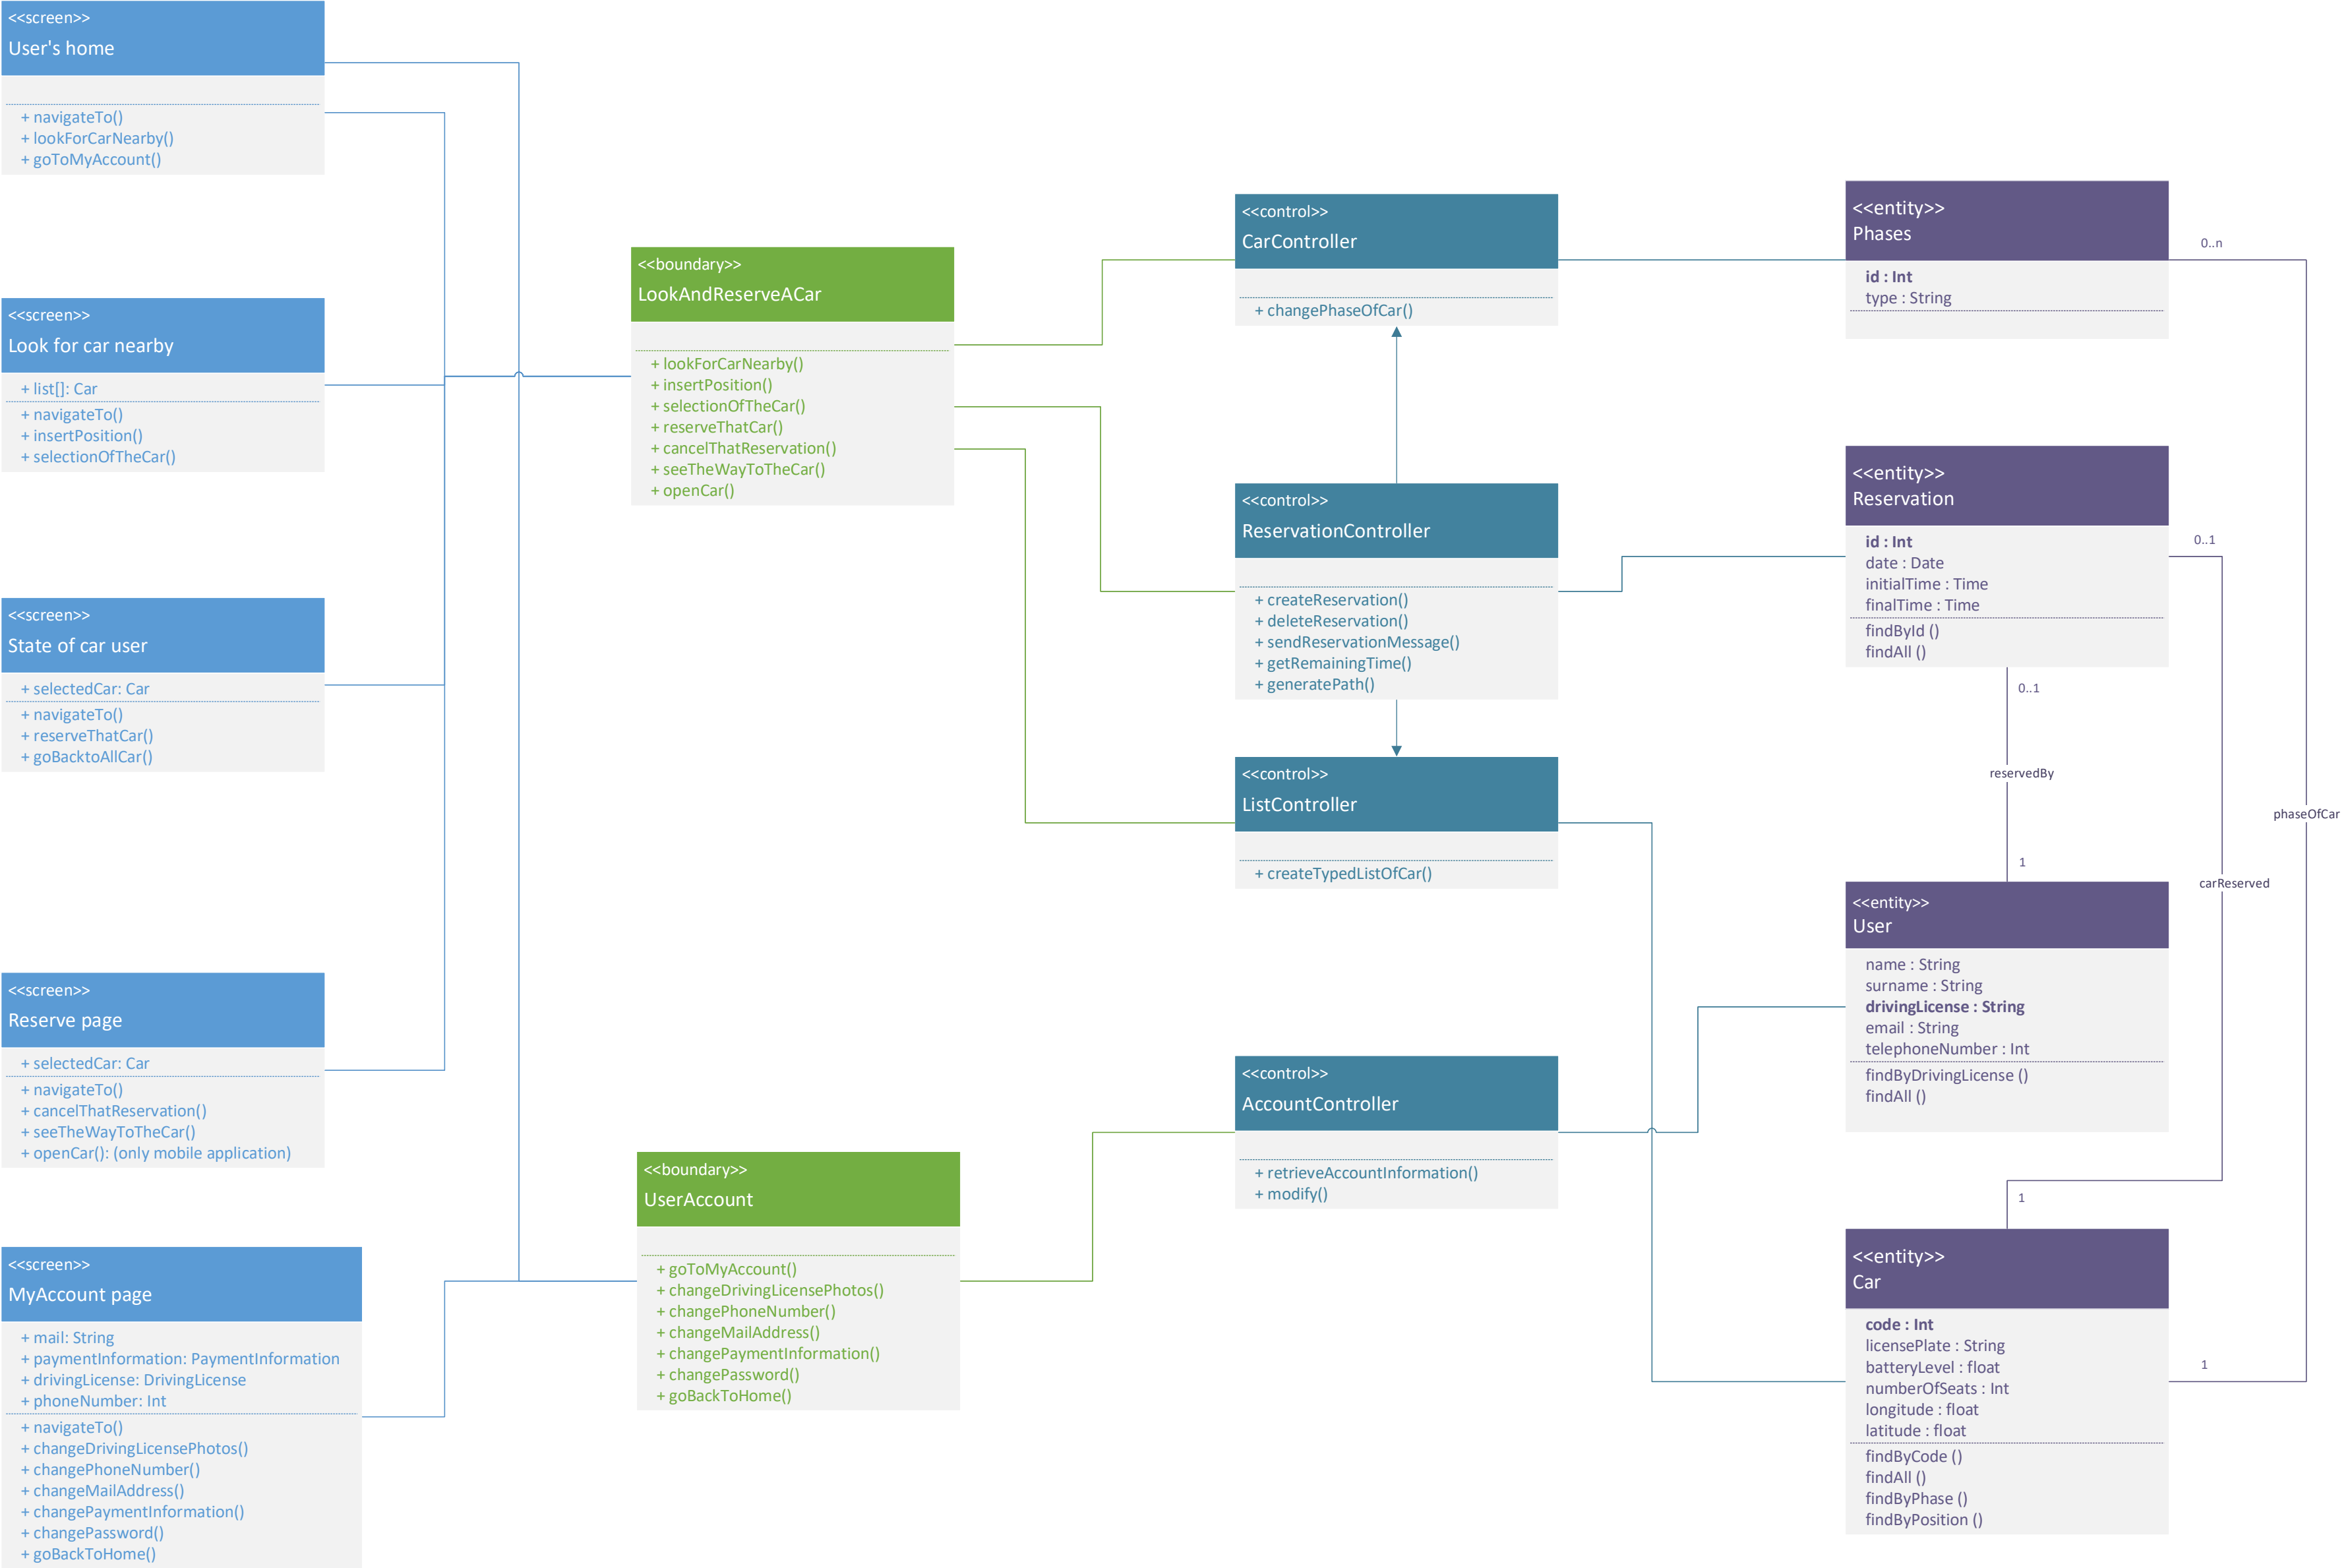 <<screen>>
User's home
+ navigateTo()
+ lookForCarNearby()
+ goToMyAccount()
<<screen>>
Look for car nearby
+ list[]: Car
+ navigateTo()
+ insertPosition()
+ selectionOfTheCar()
<<screen>>
State of car user
+ selectedCar: Car
+ navigateTo()
+ reserveThatCar()
+ goBacktoAllCar()
<<screen>>
Reserve page
+ selectedCar: Car
+ navigateTo()
+ cancelThatReservation()
+ seeTheWayToTheCar()
+ openCar(): (only mobile application)
<<screen>>
MyAccount page
+ mail: String
+ paymentInformation: PaymentInformation
+ drivingLicense: DrivingLicense
+ phoneNumber: Int
+ navigateTo()
+ changeDrivingLicensePhotos()
+ changePhoneNumber()
+ changeMailAddress()
+ changePaymentInformation()
+ changePassword()
+ goBackToHome()
<<boundary>>
LookAndReserveACar
+ lookForCarNearby()
+ insertPosition()
+ selectionOfTheCar()
+ reserveThatCar()
+ cancelThatReservation()
+ seeTheWayToTheCar()
+ openCar()
<<boundary>>
UserAccount
+ goToMyAccount()
+ changeDrivingLicensePhotos()
+ changePhoneNumber()
+ changeMailAddress()
+ changePaymentInformation()
+ changePassword()
+ goBackToHome()
<<control>>
CarController
+ changePhaseOfCar()
<<control>>
ReservationController
+ createReservation()
+ deleteReservation()
+ sendReservationMessage()
+ getRemainingTime()
+ generatePath()
<<control>>
ListController
+ createTypedListOfCar()
<<control>>
AccountController
+ retrieveAccountInformation()
+ modify()
<<entity>>
Phases
id : Int
type : String
0..n
<<entity>>
Reservation
id : Int
date : Date
initialTime : Time
finalTime : Time
findById ()
findAll ()
0..1
0..1
reservedBy
1
phaseOfCar
carReserved
<<entity>>
User
name : String
surname : String
drivingLicense : String
email : String
telephoneNumber : Int
findByDrivingLicense ()
findAll ()
1
<<entity>>
Car
code : Int
licensePlate : String
batteryLevel : float
numberOfSeats : Int
longitude : float
latitude : float
findByCode ()
findAll ()
findByPhase ()
findByPosition ()
1